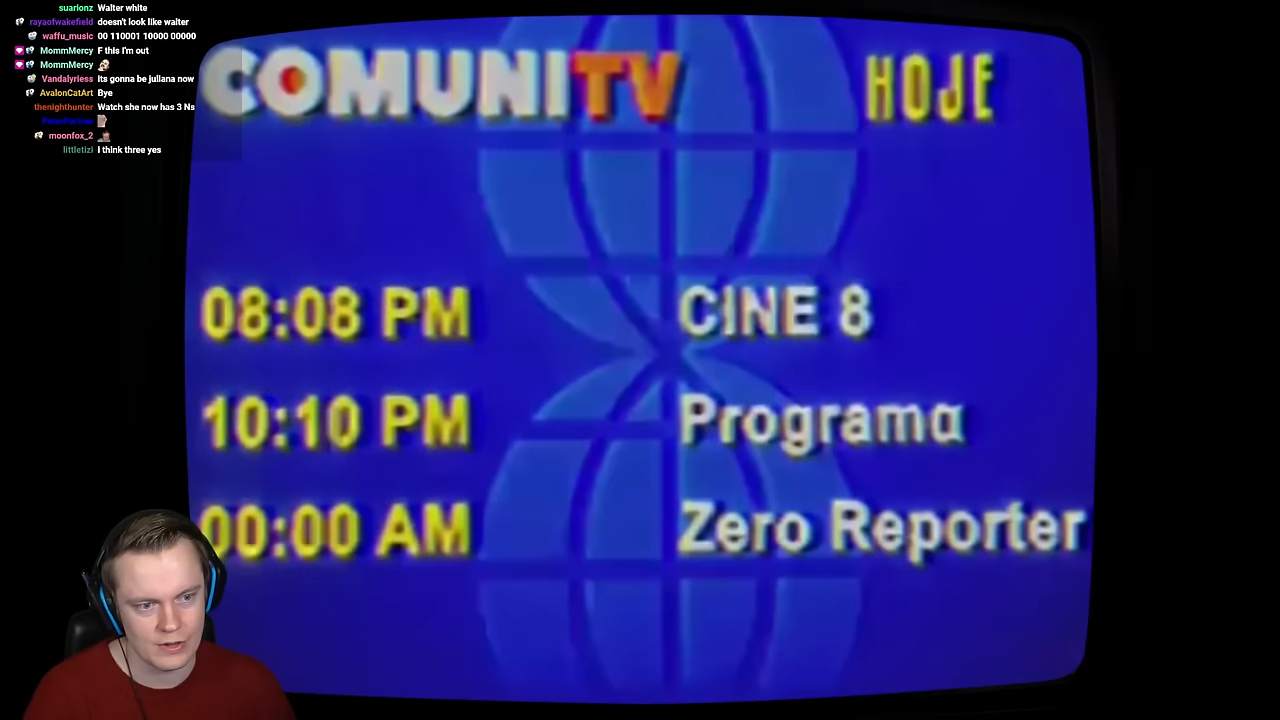 suarionz Walter white
rayaofwakefield doesn't look like walter
waffu_music 00 110001 10000 00000
MommMercy F this I'm out
MommMercy
Vandalyriess Its gonna be juliana now
AvalonCatArt Bye
thenighthunter Watch she now has 3 Ns
moonfox_2
littletizi I think three yes
COMUNITV HOJE
08:08 PM CINE 8
10:10 PM Programα
00:00 AM Zero Reporter